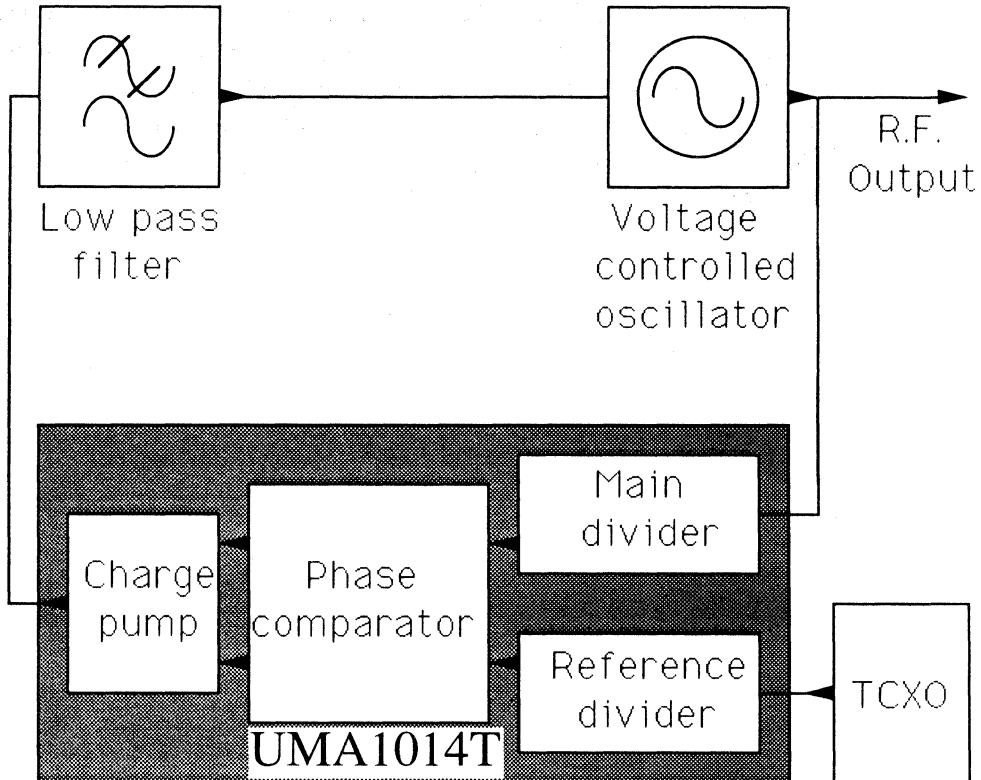 R.F.
Output
Low pass
filter
Voltage
controlled
oscillator
Main
divider
Charge
pump
Phase
comparator
Reference
divider
TCXO
UMA1014T